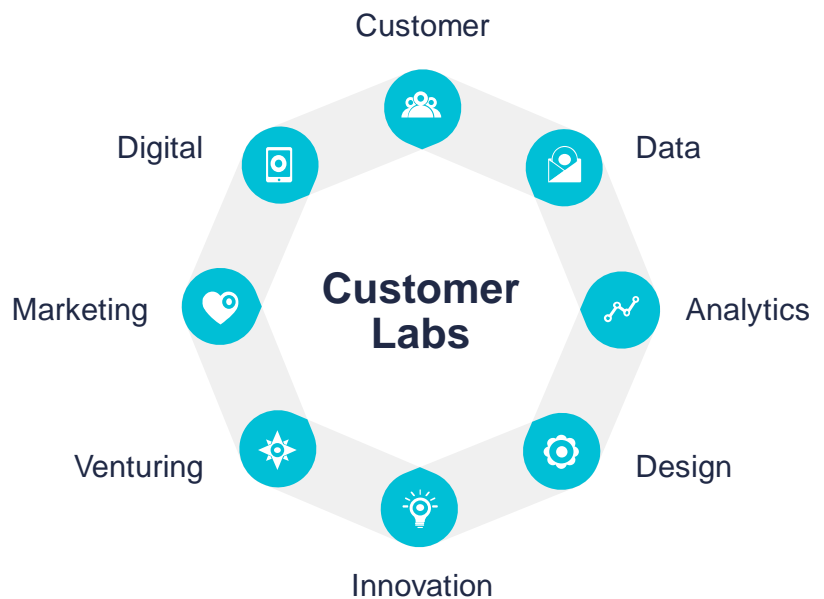 Customer
Digital
Data
Marketing
Customer
Labs
Analytics
Venturing
Design
Innovation